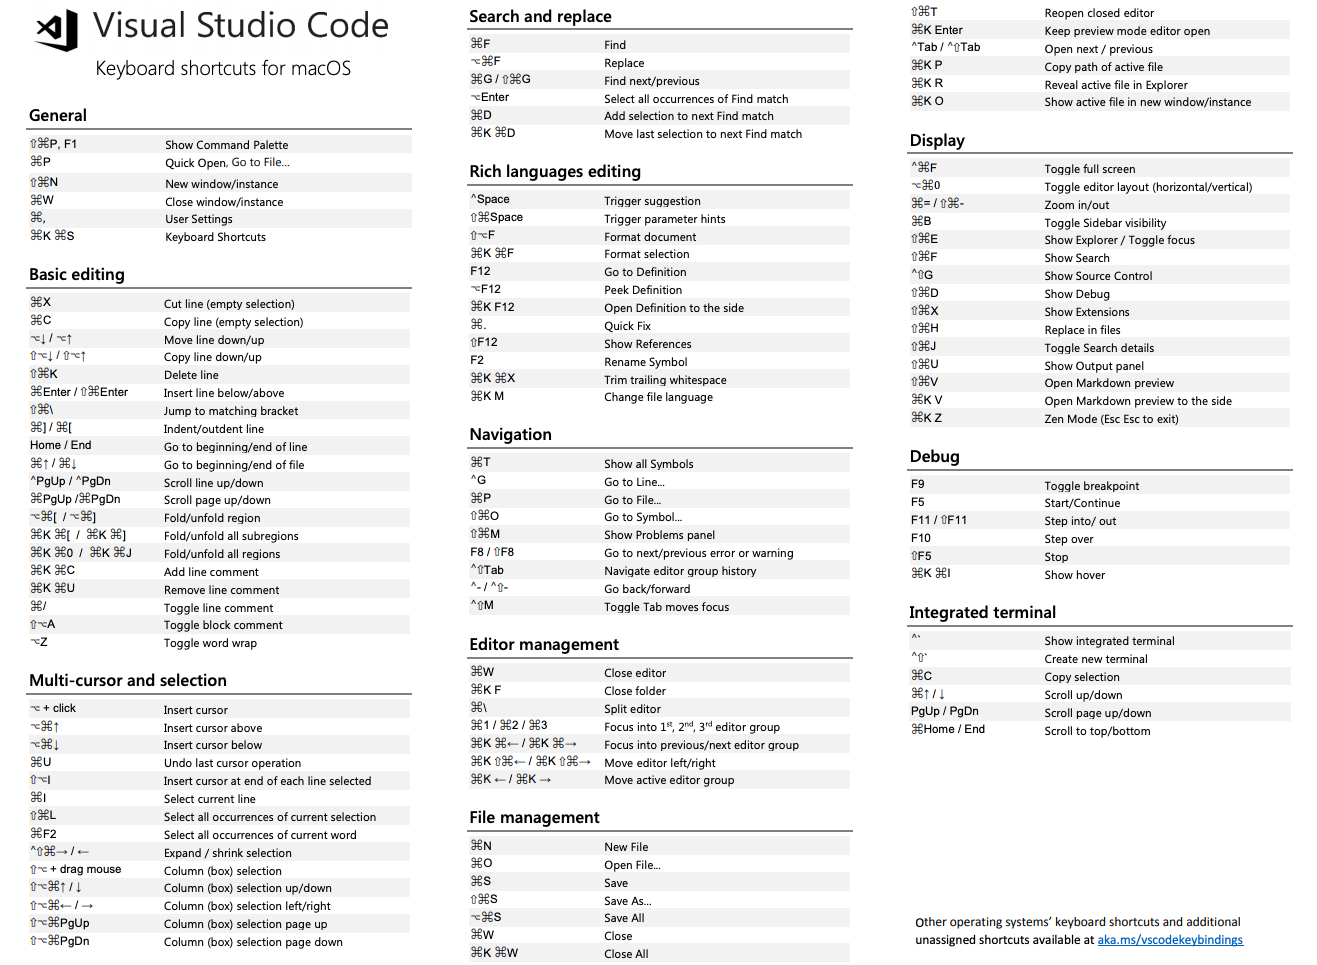 Visual Studio Code
Keyboard shortcuts for macOS
General
⇧⌘P, F1 Show Command Palette
⌘P Quick Open, Go to File...
⇧⌘N New window/instance
⌘W Close window/instance
⌘, User Settings
⌘K ⌘S Keyboard Shortcuts
Basic editing
⌘X Cut line (empty selection)
⌘C Copy line (empty selection)
⌥↓ / ⌥↑ Move line down/up
⇧⌥↓ / ⇧⌥↑ Copy line down/up
⇧⌘K Delete line
⌘Enter / ⇧⌘Enter Insert line below/above
⇧⌘\ Jump to matching bracket
⌘] / ⌘[ Indent/outdent line
Home / End Go to beginning/end of line
⌘↑ / ⌘↓ Go to beginning/end of file
^PgUp / ^PgDn Scroll line up/down
⌘PgUp /⌘PgDn Scroll page up/down
⌥⌘[ / ⌥⌘] Fold/unfold region
⌘K ⌘[ / ⌘K ⌘] Fold/unfold all subregions
⌘K ⌘0 / ⌘K ⌘J Fold/unfold all regions
⌘K ⌘C Add line comment
⌘K ⌘U Remove line comment
⌘/ Toggle line comment
⇧⌥A Toggle block comment
⌥Z Toggle word wrap
Multi-cursor and selection
⌥ + click Insert cursor
⌥⌘↑ Insert cursor above
⌥⌘↓ Insert cursor below
⌘U Undo last cursor operation
⇧⌥I Insert cursor at end of each line selected
⌘I Select current line
⇧⌘L Select all occurrences of current selection
⌘F2 Select all occurrences of current word
^⇧⌘→ / ← Expand / shrink selection
⇧⌥ + drag mouse Column (box) selection
⇧⌥⌘↑ / ↓ Column (box) selection up/down
⇧⌥⌘← / → Column (box) selection left/right
⇧⌥⌘PgUp Column (box) selection page up
⇧⌥⌘PgDn Column (box) selection page down
Search and replace
⌘F Find
⌥⌘F Replace
⌘G / ⇧⌘G Find next/previous
⌥Enter Select all occurrences of Find match
⌘D Add selection to next Find match
⌘K ⌘D Move last selection to next Find match
Rich languages editing
^Space Trigger suggestion
⇧⌘Space Trigger parameter hints
⇧⌥F Format document
⌘K ⌘F Format selection
F12 Go to Definition
⌥F12 Peek Definition
⌘K F12 Open Definition to the side
⌘. Quick Fix
⇧F12 Show References
F2 Rename Symbol
⌘K ⌘X Trim trailing whitespace
⌘K M Change file language
Navigation
⌘T Show all Symbols
^G Go to Line...
⌘P Go to File...
⇧⌘O Go to Symbol...
⇧⌘M Show Problems panel
F8 / ⇧F8 Go to next/previous error or warning
^⇧Tab Navigate editor group history
^- / ^⇧- Go back/forward
^⇧M Toggle Tab moves focus
Editor management
⌘W Close editor
⌘K F Close folder
⌘\ Split editor
⌘1 / ⌘2 / ⌘3 Focus into 1st, 2nd, 3rd editor group
⌘K ⌘← / ⌘K ⌘→ Focus into previous/next editor group
⌘K ⇧⌘← / ⌘K ⇧⌘→ Move editor left/right
⌘K ← / ⌘K → Move active editor group
File management
⌘N New File
⌘O Open File...
⌘S Save
⇧⌘S Save As...
⌥⌘S Save All
⌘W Close
⌘K ⌘W Close All
⇧⌘T Reopen closed editor
⌘K Enter Keep preview mode editor open
^Tab / ^⇧Tab Open next / previous
⌘K P Copy path of active file
⌘K R Reveal active file in Explorer
⌘K O Show active file in new window/instance
Display
^⌘F Toggle full screen
⌥⌘0 Toggle editor layout (horizontal/vertical)
⌘= / ⇧⌘- Zoom in/out
⌘B Toggle Sidebar visibility
⇧⌘E Show Explorer / Toggle focus
⇧⌘F Show Search
^⇧G Show Source Control
⇧⌘D Show Debug
⇧⌘X Show Extensions
⇧⌘H Replace in files
⇧⌘J Toggle Search details
⇧⌘U Show Output panel
⇧⌘V Open Markdown preview
⌘K V Open Markdown preview to the side
⌘K Z Zen Mode (Esc Esc to exit)
Debug
F9 Toggle breakpoint
F5 Start/Continue
F11 / ⇧F11 Step into/ out
F10 Step over
⇧F5 Stop
⌘K ⌘I Show hover
Integrated terminal
^` Show integrated terminal
^⇧` Create new terminal
⌘C Copy selection
⌘↑ / ↓ Scroll up/down
PgUp / PgDn Scroll page up/down
⌘Home / End Scroll to top/bottom
Other operating systems’ keyboard shortcuts and additional
unassigned shortcuts available at aka.ms/vscodekeybindings